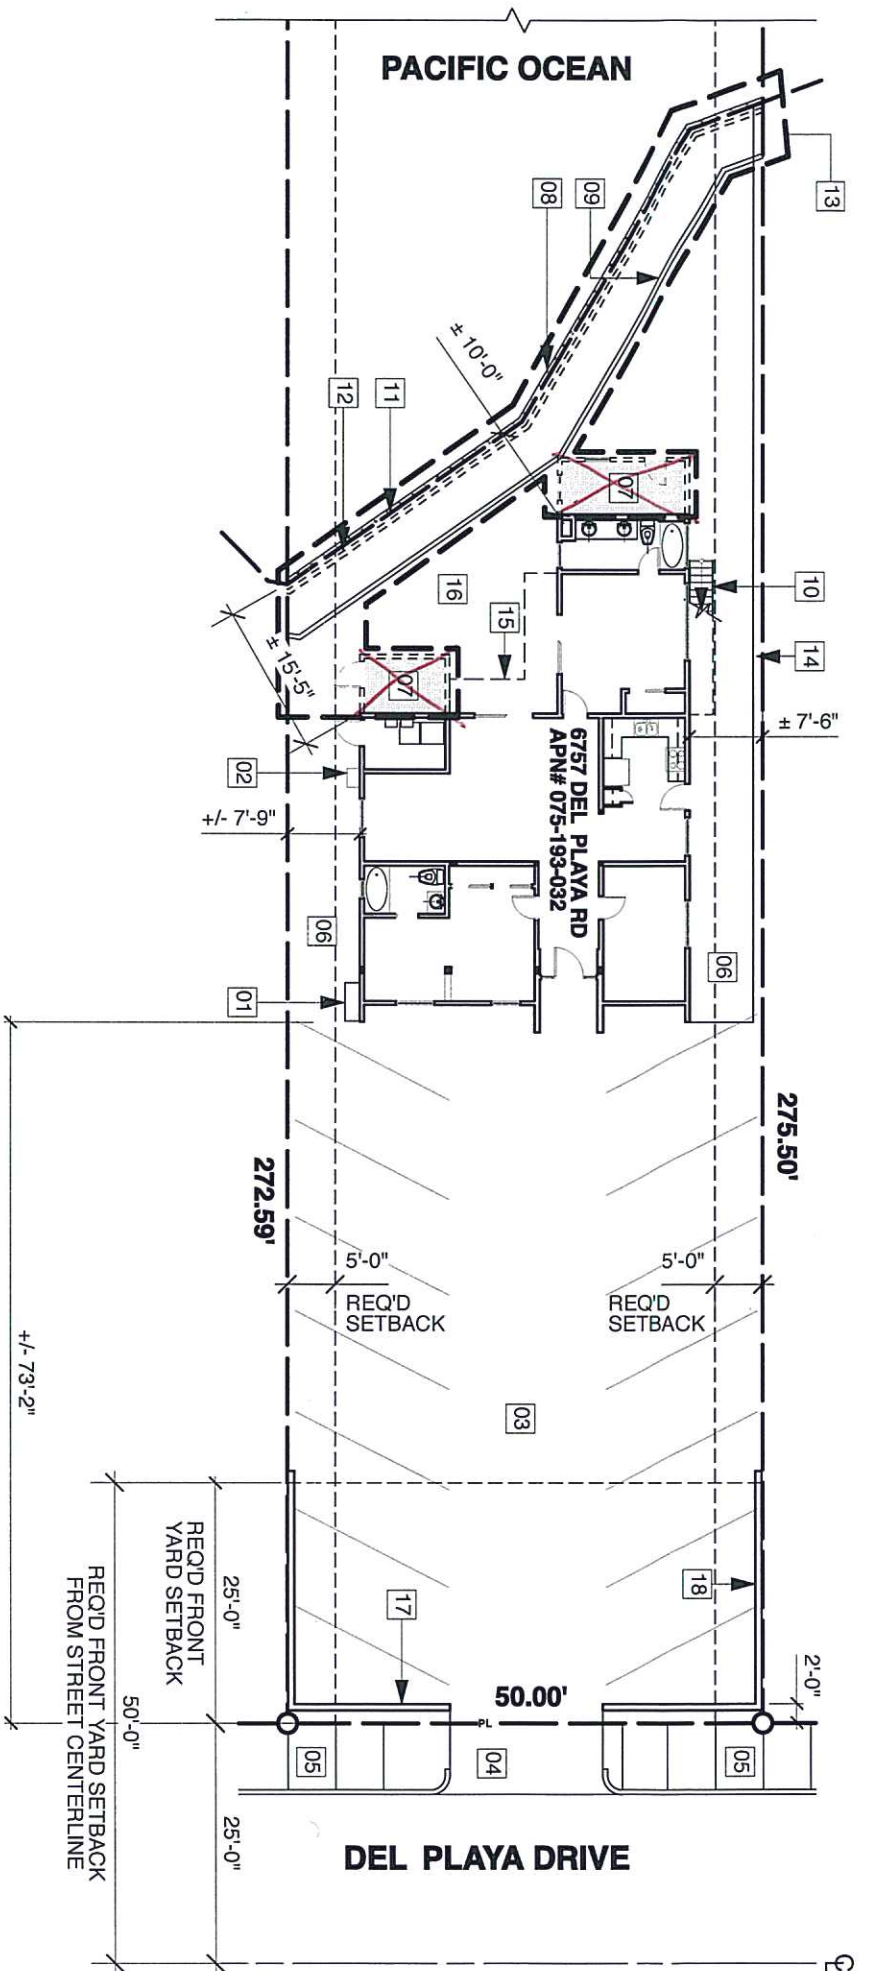 PACIFIC OCEAN
13
08
09
± 10'-0"
12
11
07
10
16
15
14
± 15'-5"
07
± 7'-6"
02
6757 DEL PLAYA RD
APN# 075-193-032
+/- 7'-9"
06
06
01
275.50'
272.59'
5'-0"
REQ'D
SETBACK
5'-0"
REQ'D
SETBACK
+/- 73'-2"
03
REQ'D FRONT
YARD SETBACK
25'-0"
18
17
REQ'D FRONT YARD SETBACK
FROM STREET CENTERLINE
50'-0"
50.00'
2'-0"
PL
05
04
05
25'-0"
DEL PLAYA DRIVE